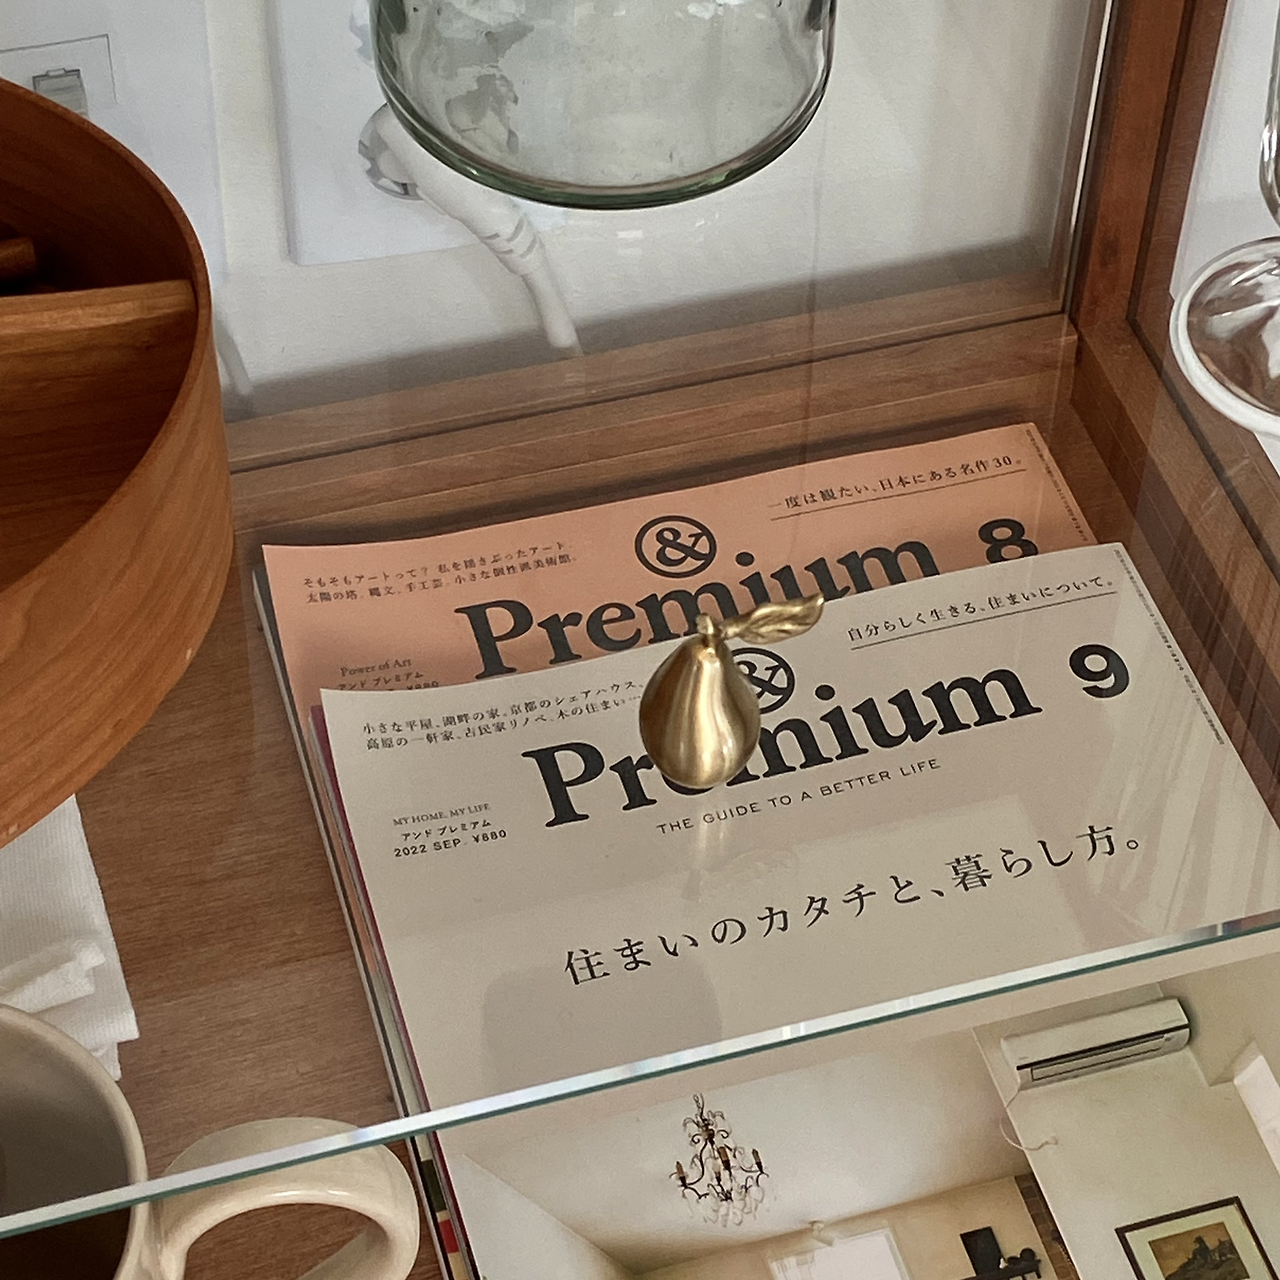 一度は観たい、日本にある名作30。
そもそもアートって? 私を揺さぶったアート、
太陽の塔、縄文、手工芸、小さな個性派美術館。
&
Premium 8
Power of Art
アンド プレミアム
¥880
自分らしく生きる、住まいについて。
小さな平屋、湖畔の家、京都のシェアハウス、
高原の一軒家、古民家リノベ、木の住まい…
&
Premium 9
THE GUIDE TO A BETTER LIFE
MY HOME, MY LIFE
アンド プレミアム
2022 SEP. ¥880
住まいのカタチと、暮らし方。